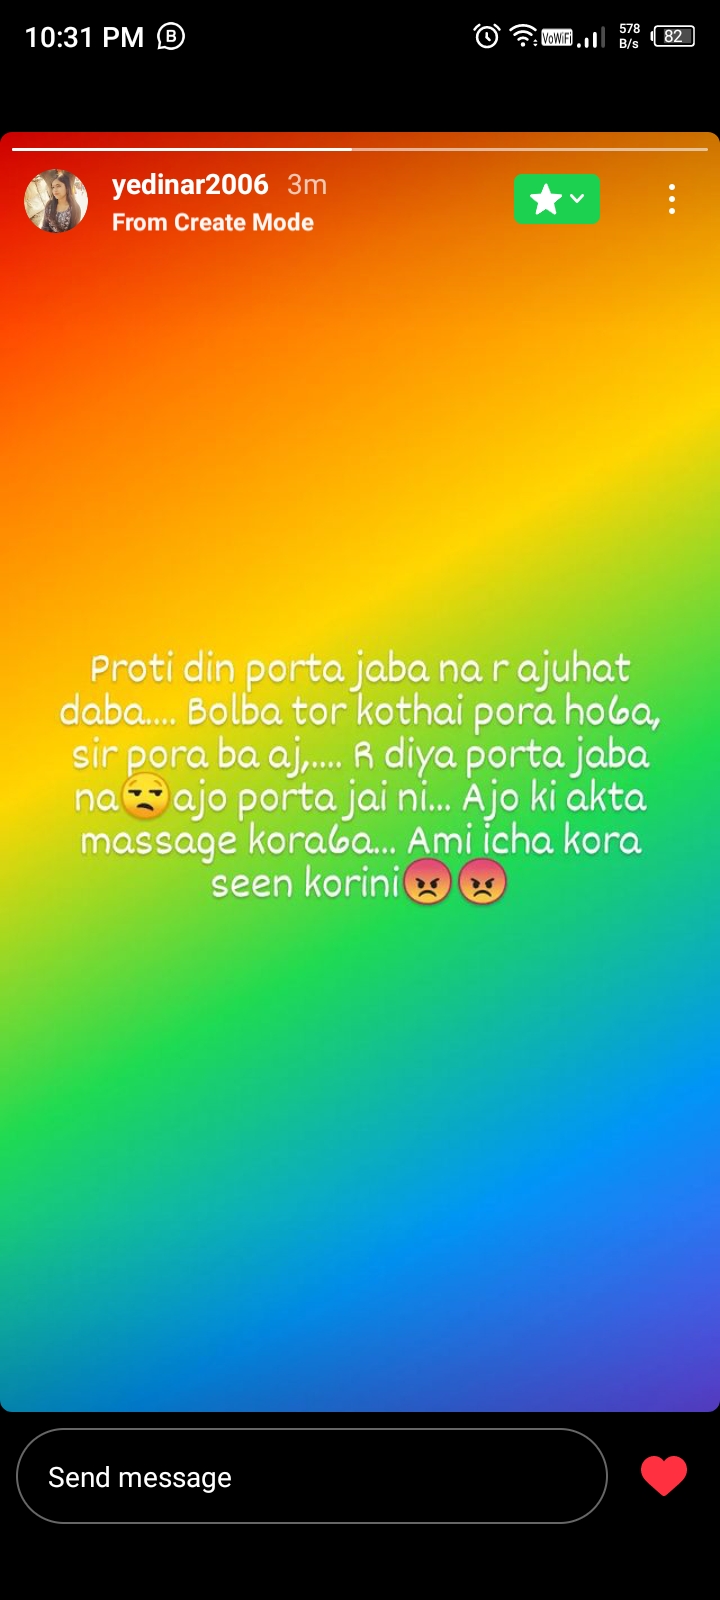 10:31 PM
VoWiFi
578
B/s
82
yedinar2006 3m
From Create Mode
Proti din porta jaba na r ajuhat
daba.... Bolba tor kothai pora ho6a,
sir pora ba aj,.... R diya porta jaba
na😒ajo porta jai ni... Ajo ki akta
massage kora6a... Ami icha kora
seen korini😡😡
Send message